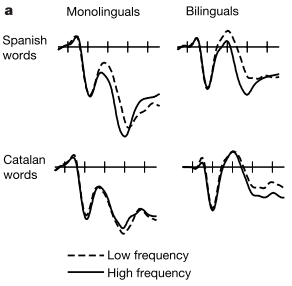 a
Monolinguals Bilinguals
Spanish
words
Catalan
words
Low frequency
High frequency